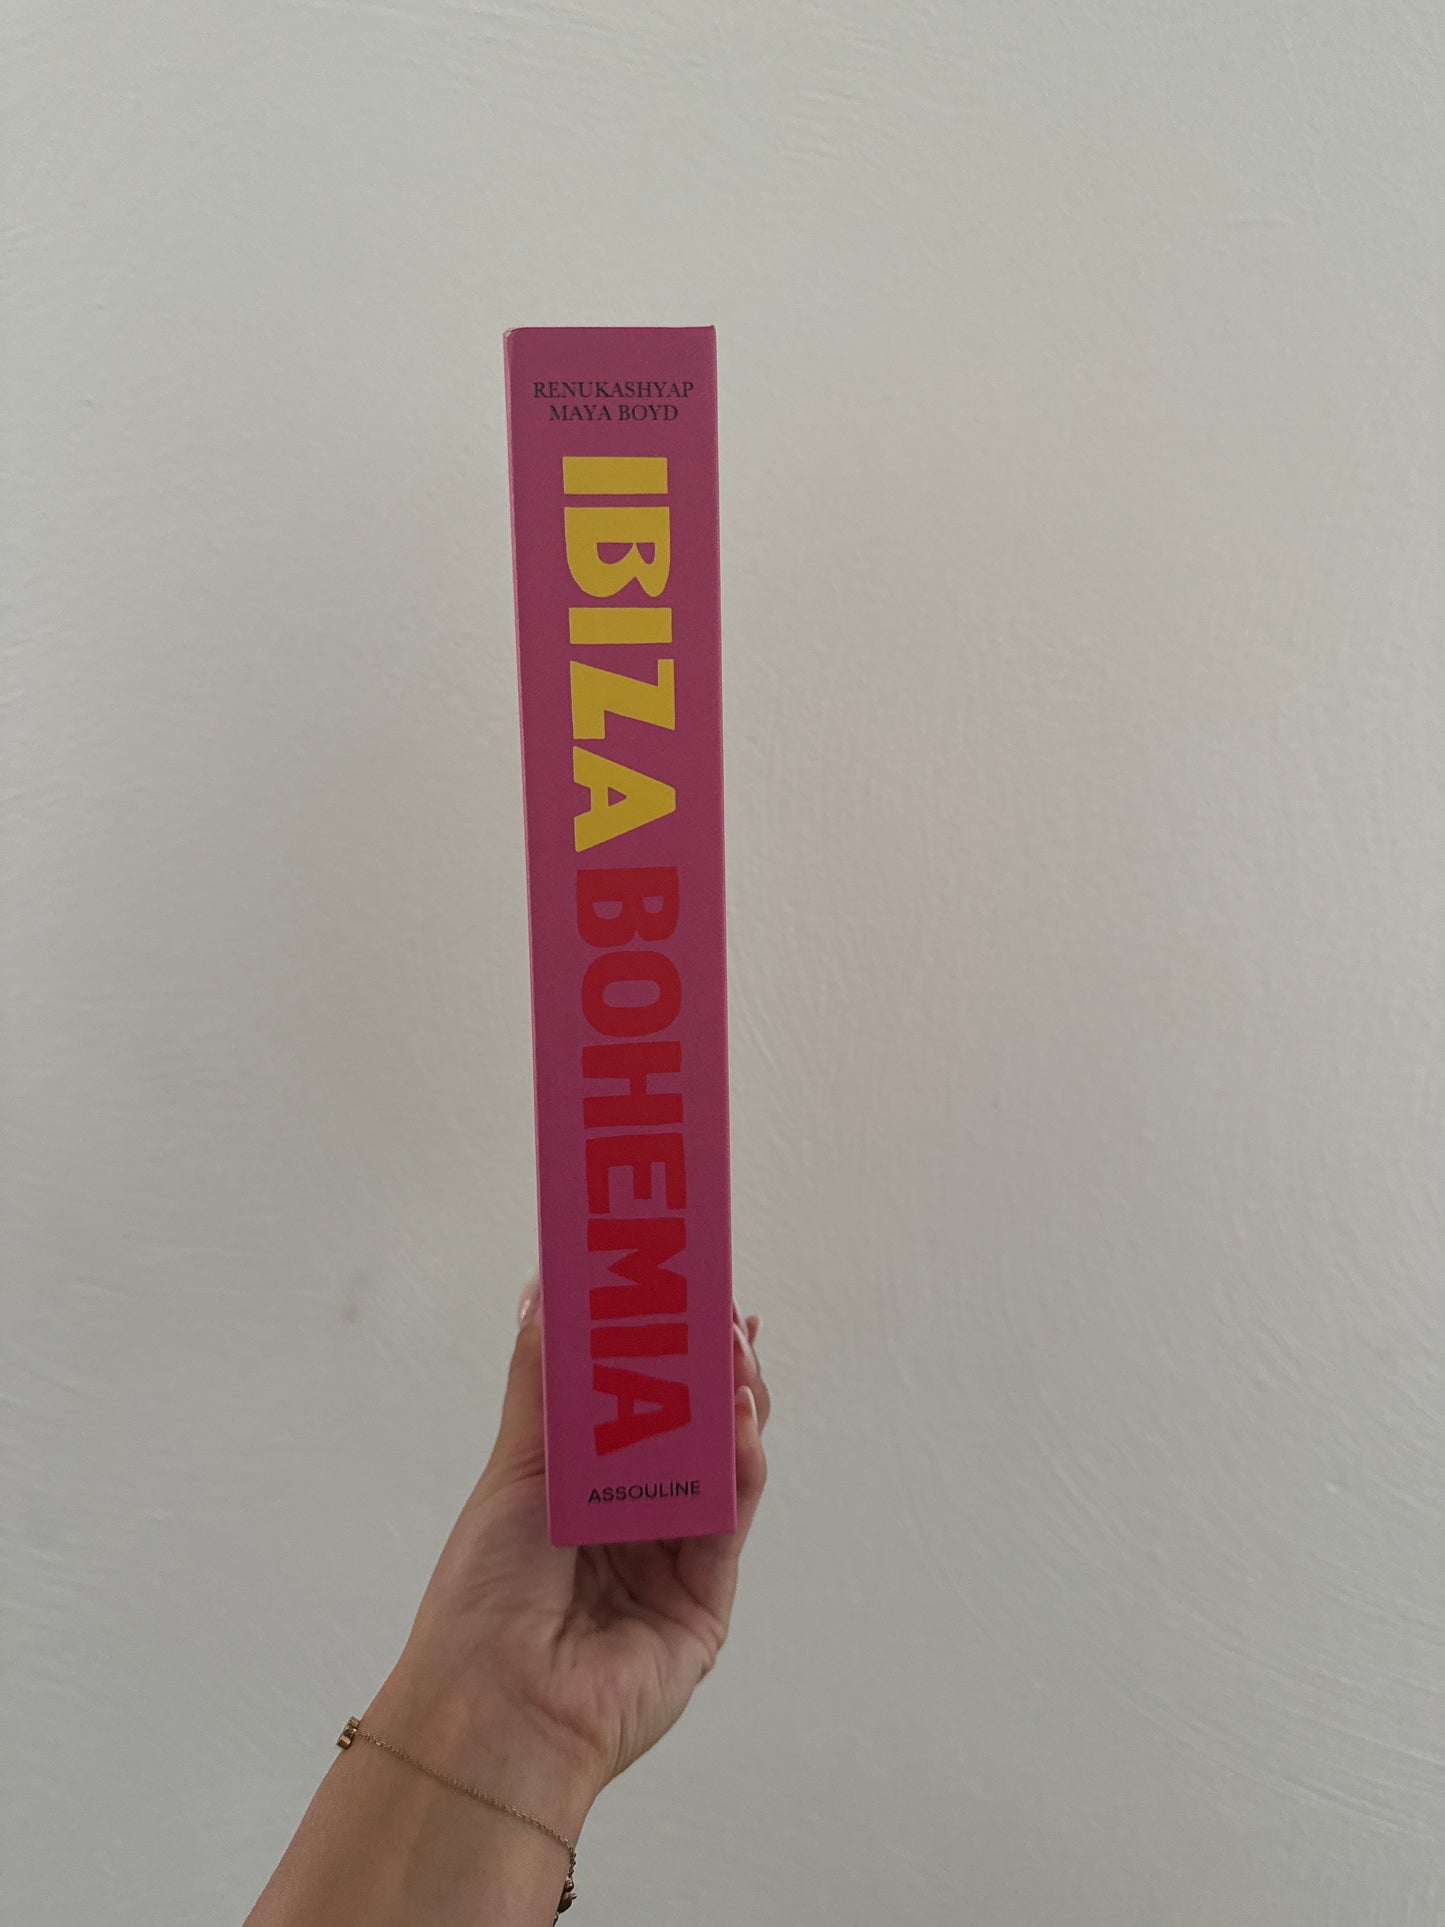 RENUKASHYAP
MAYA BOYD
IBIZA BOHEMIA
ASSOULINE